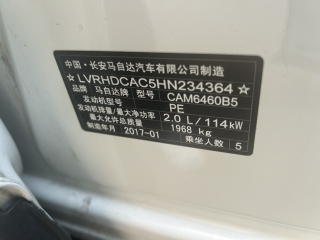 中国·长安马自达汽车有限公司制造
☆LVRHDCAC5HN234364☆
品牌 马自达牌 型号 CAM6460B5
发动机型号 PE
发动机排量/最大净功率 2.0 L/114kW
最大允许总质量 1968 kg
制造年月 2017-01 乘坐人数 5